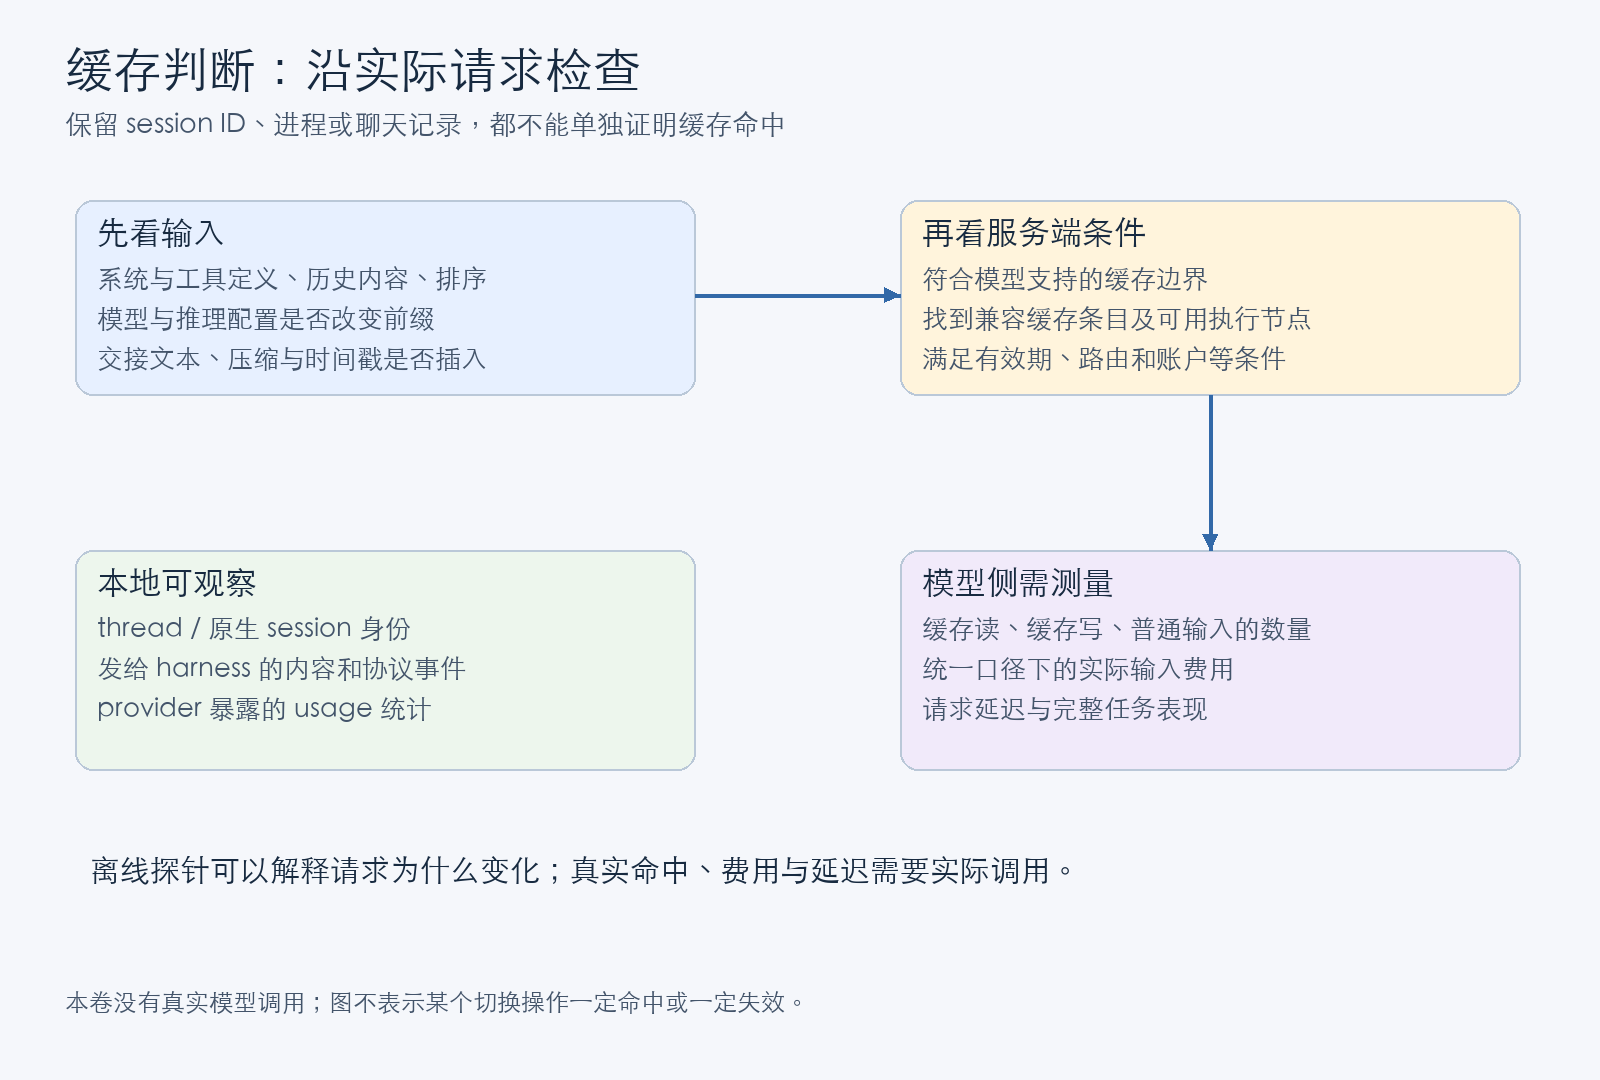 缓存判断：沿实际请求检查
保留 session ID、进程或聊天记录，都不能单独证明缓存命中
先看输入
系统与工具定义、历史内容、排序
模型与推理配置是否改变前缀
交接文本、压缩与时间戳是否插入
再看服务端条件
符合模型支持的缓存边界
找到兼容缓存条目及可用执行节点
满足有效期、路由和账户等条件
本地可观察
thread / 原生 session 身份
发给 harness 的内容和协议事件
provider 暴露的 usage 统计
模型侧需测量
缓存读、缓存写、普通输入的数量
统一口径下的实际输入费用
请求延迟与完整任务表现
离线探针可以解释请求为什么变化；真实命中、费用与延迟需要实际调用。
本卷没有真实模型调用；图不表示某个切换操作一定命中或一定失效。